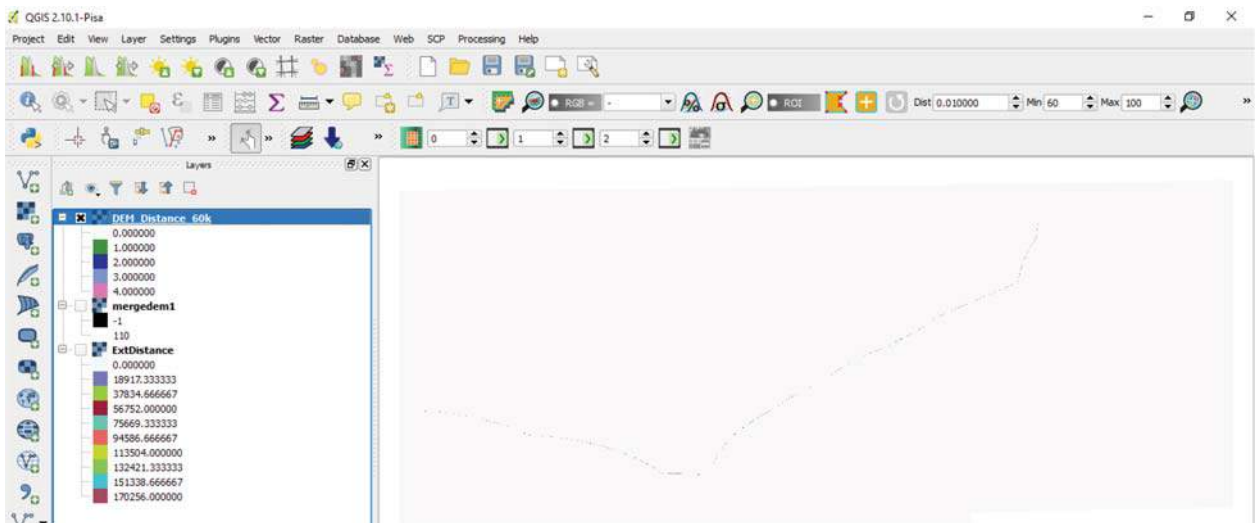 QGIS 2.10.1-Pisa
Project Edit View Layer Settings Plugins Vector Raster Database Web SCP Processing Help
RGB = - ROI Dist 0.010000 Min 60 Max 100 »
» » » 0 1 2
Layers
DEM_Distance_60k
0.000000
1.000000
2.000000
3.000000
4.000000
mergedem1
-1
110
ExtDistance
0.000000
18917.333333
37834.666667
56752.000000
75669.333333
94586.666667
113504.000000
132421.333333
151338.666667
170256.000000